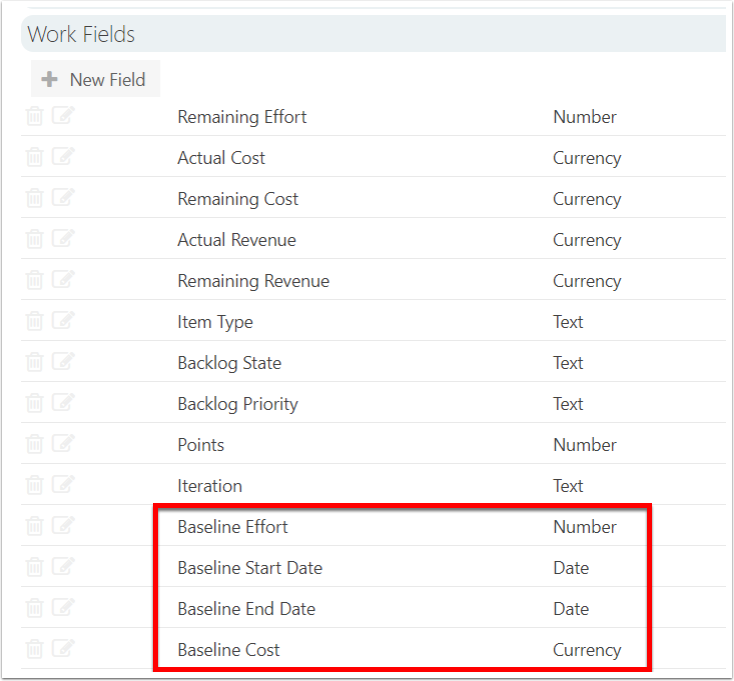 Work Fields
New Field
Remaining Effort Number
Actual Cost Currency
Remaining Cost Currency
Actual Revenue Currency
Remaining Revenue Currency
Item Type Text
Backlog State Text
Backlog Priority Text
Points Number
Iteration Text
Baseline Effort Number
Baseline Start Date Date
Baseline End Date Date
Baseline Cost Currency